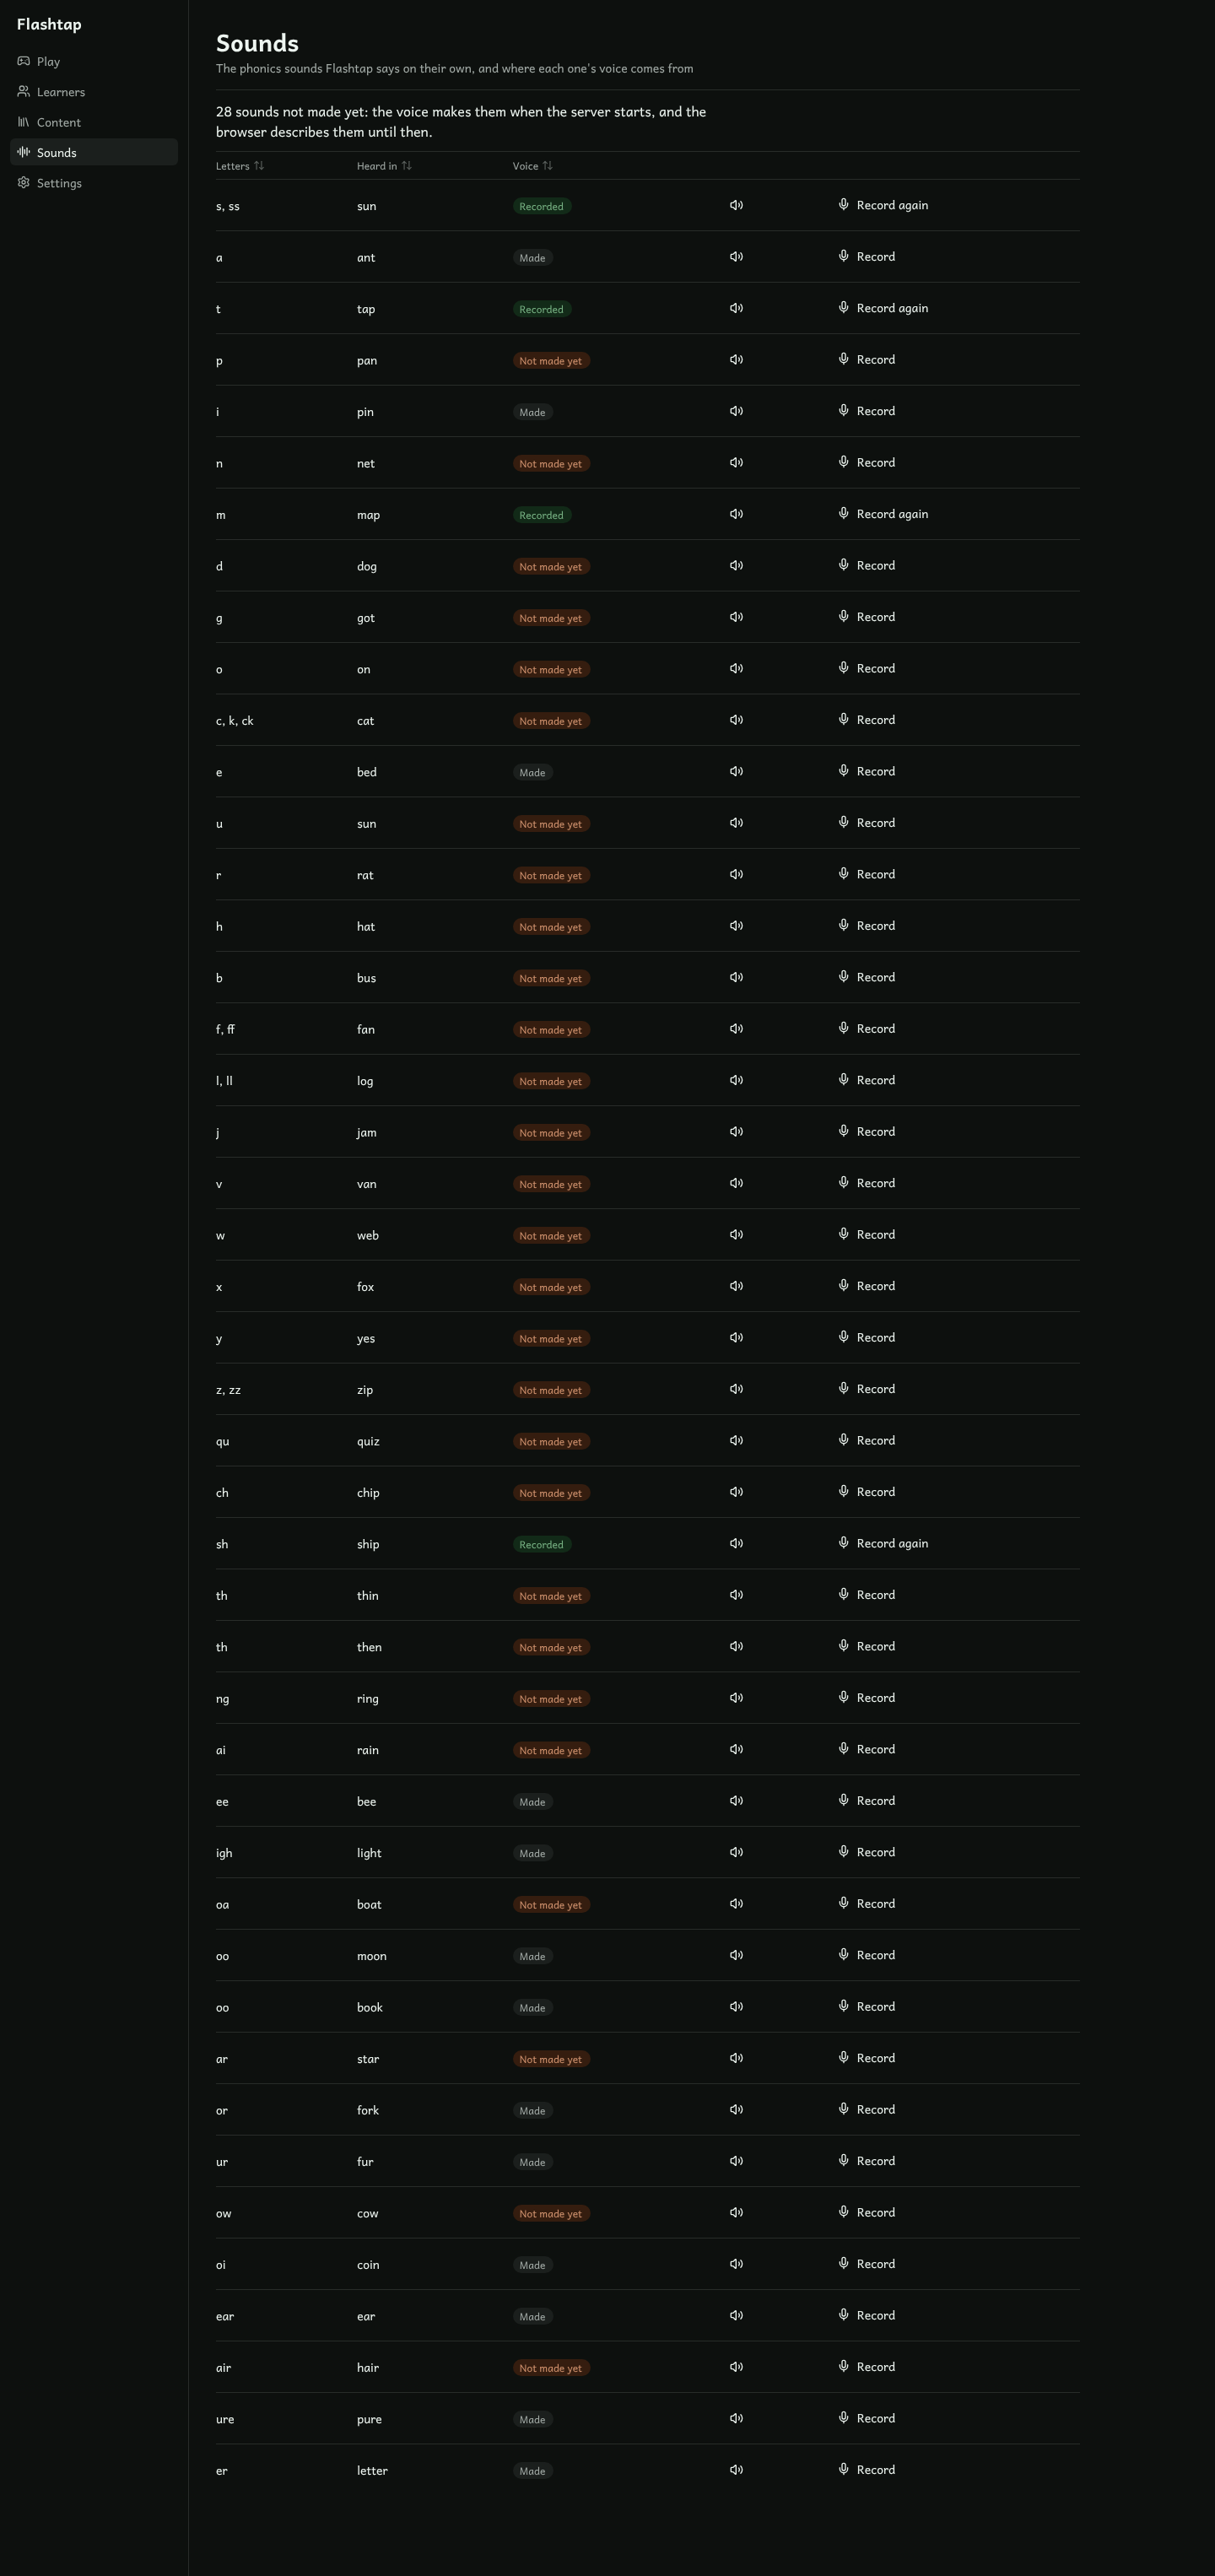 Flashtap
Play
Learners
Content
Sounds
Settings
Sounds
The phonics sounds Flashtap says on their own, and where each one's voice comes from
28 sounds not made yet: the voice makes them when the server starts, and the
browser describes them until then.
Letters Heard in Voice
s, ss sun Recorded Record again
a ant Made Record
t tap Recorded Record again
p pan Not made yet Record
i pin Made Record
n net Not made yet Record
m map Recorded Record again
d dog Not made yet Record
g got Not made yet Record
o on Not made yet Record
c, k, ck cat Not made yet Record
e bed Made Record
u sun Not made yet Record
r rat Not made yet Record
h hat Not made yet Record
b bus Not made yet Record
f, ff fan Not made yet Record
l, ll log Not made yet Record
j jam Not made yet Record
v van Not made yet Record
w web Not made yet Record
x fox Not made yet Record
y yes Not made yet Record
z, zz zip Not made yet Record
qu quiz Not made yet Record
ch chip Not made yet Record
sh ship Recorded Record again
th thin Not made yet Record
th then Not made yet Record
ng ring Not made yet Record
ai rain Not made yet Record
ee bee Made Record
igh light Made Record
oa boat Not made yet Record
oo moon Made Record
oo book Made Record
ar star Not made yet Record
or fork Made Record
ur fur Made Record
ow cow Not made yet Record
oi coin Made Record
ear ear Made Record
air hair Not made yet Record
ure pure Made Record
er letter Made Record